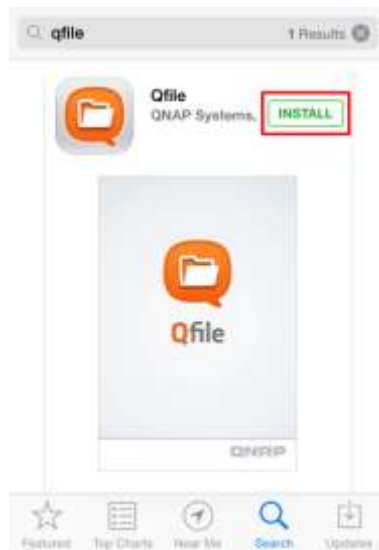 qfile
1 Results
Qfile
QNAP Systems,
INSTALL
Qfile
QNAP
Featured
Top Charts
Near Me
Search
Updates